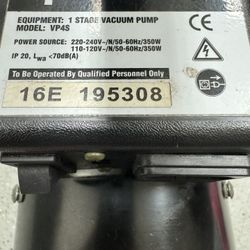 EQUIPMENT: 1 STAGE VACUUM PUMP
MODEL: VP4S
POWER SOURCE: 220-240V~/N/50-60Hz/350W
110-120V~/N/50-60Hz/350W
IP 20, Lwa <70dB(A)
To Be Operated By Qualified Personnel Only
16E 195308